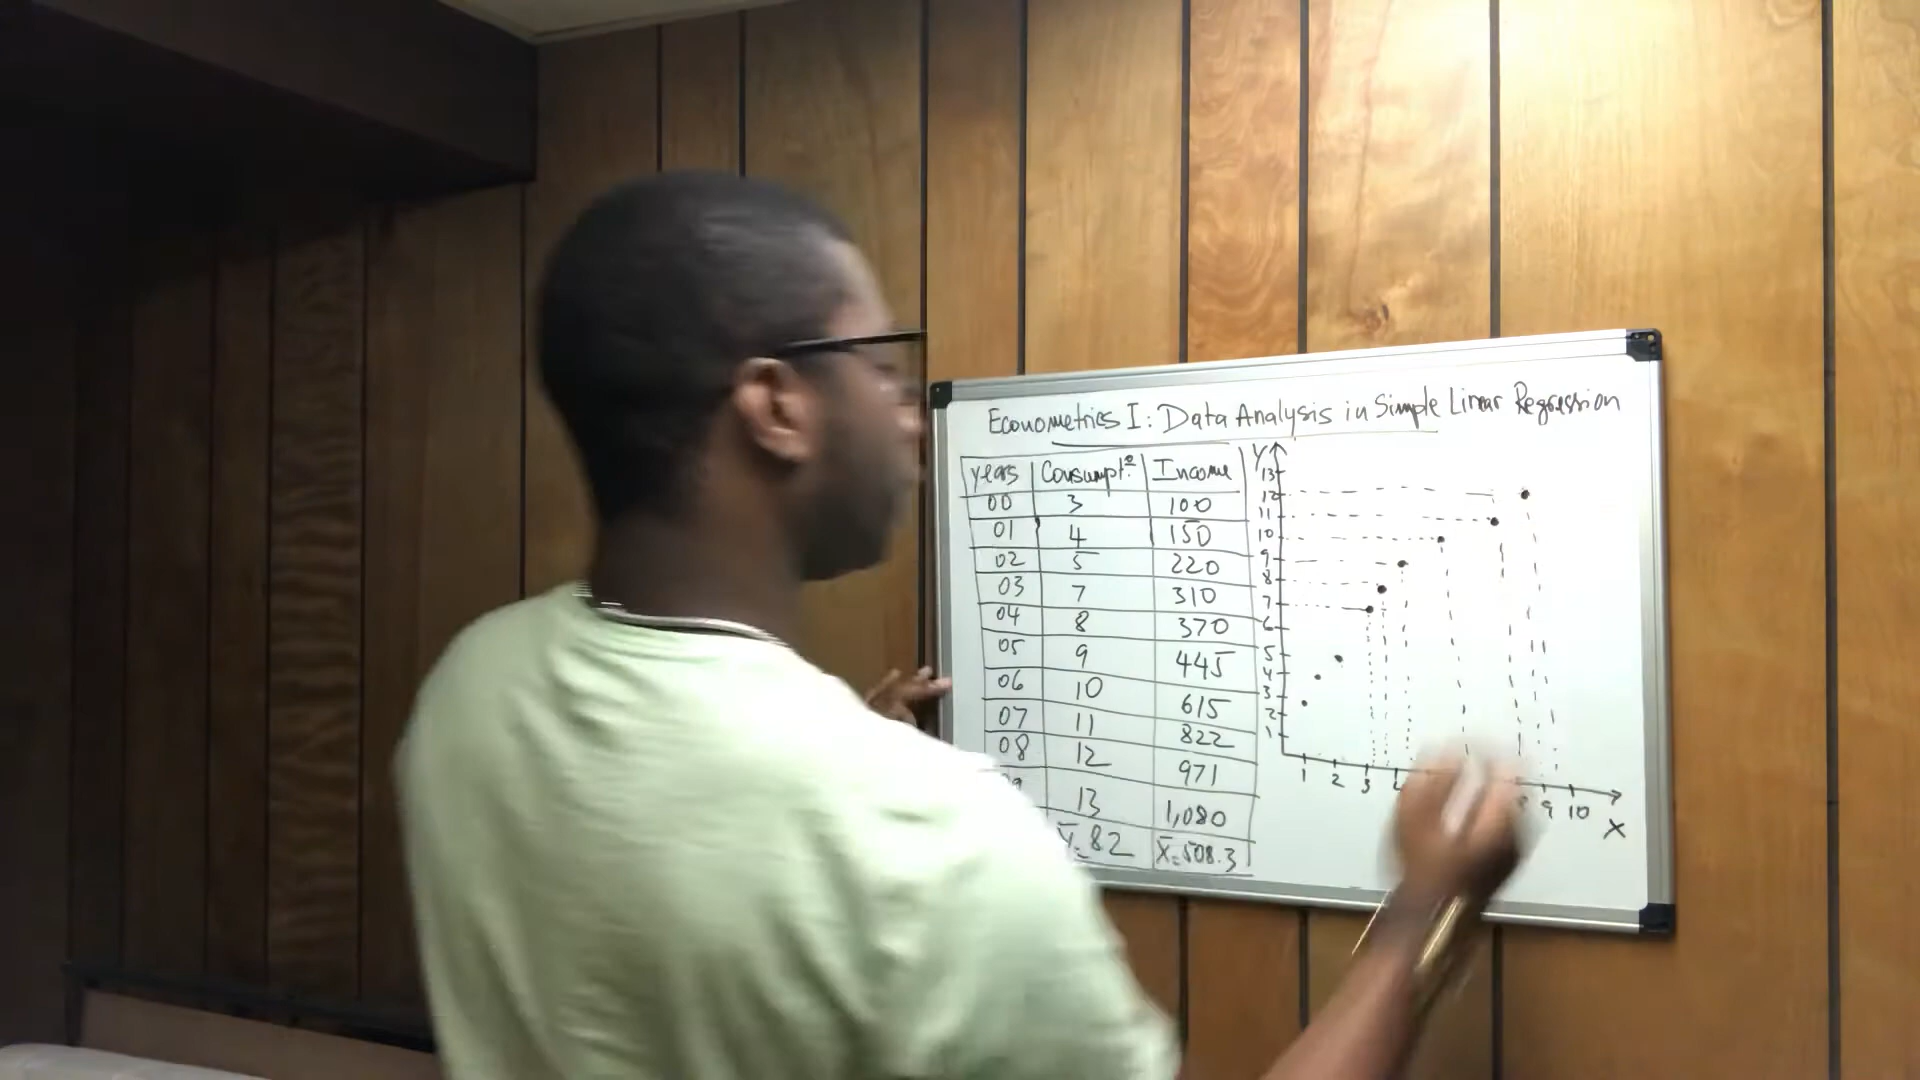 Econometrics I: Data Analysis in Simple Linear Regression
years Consumptº Income
00 3 100
01 4 150
02 5 220
03 7 310
04 8 370
05 9 445
06 10 615
07 11 822
08 12 971
13 1,080
Y̅=82 X̅=508.3
Y
13
12
11
10
9
8
7
6
5
4
3
2
1
1 2 3 9 10
X